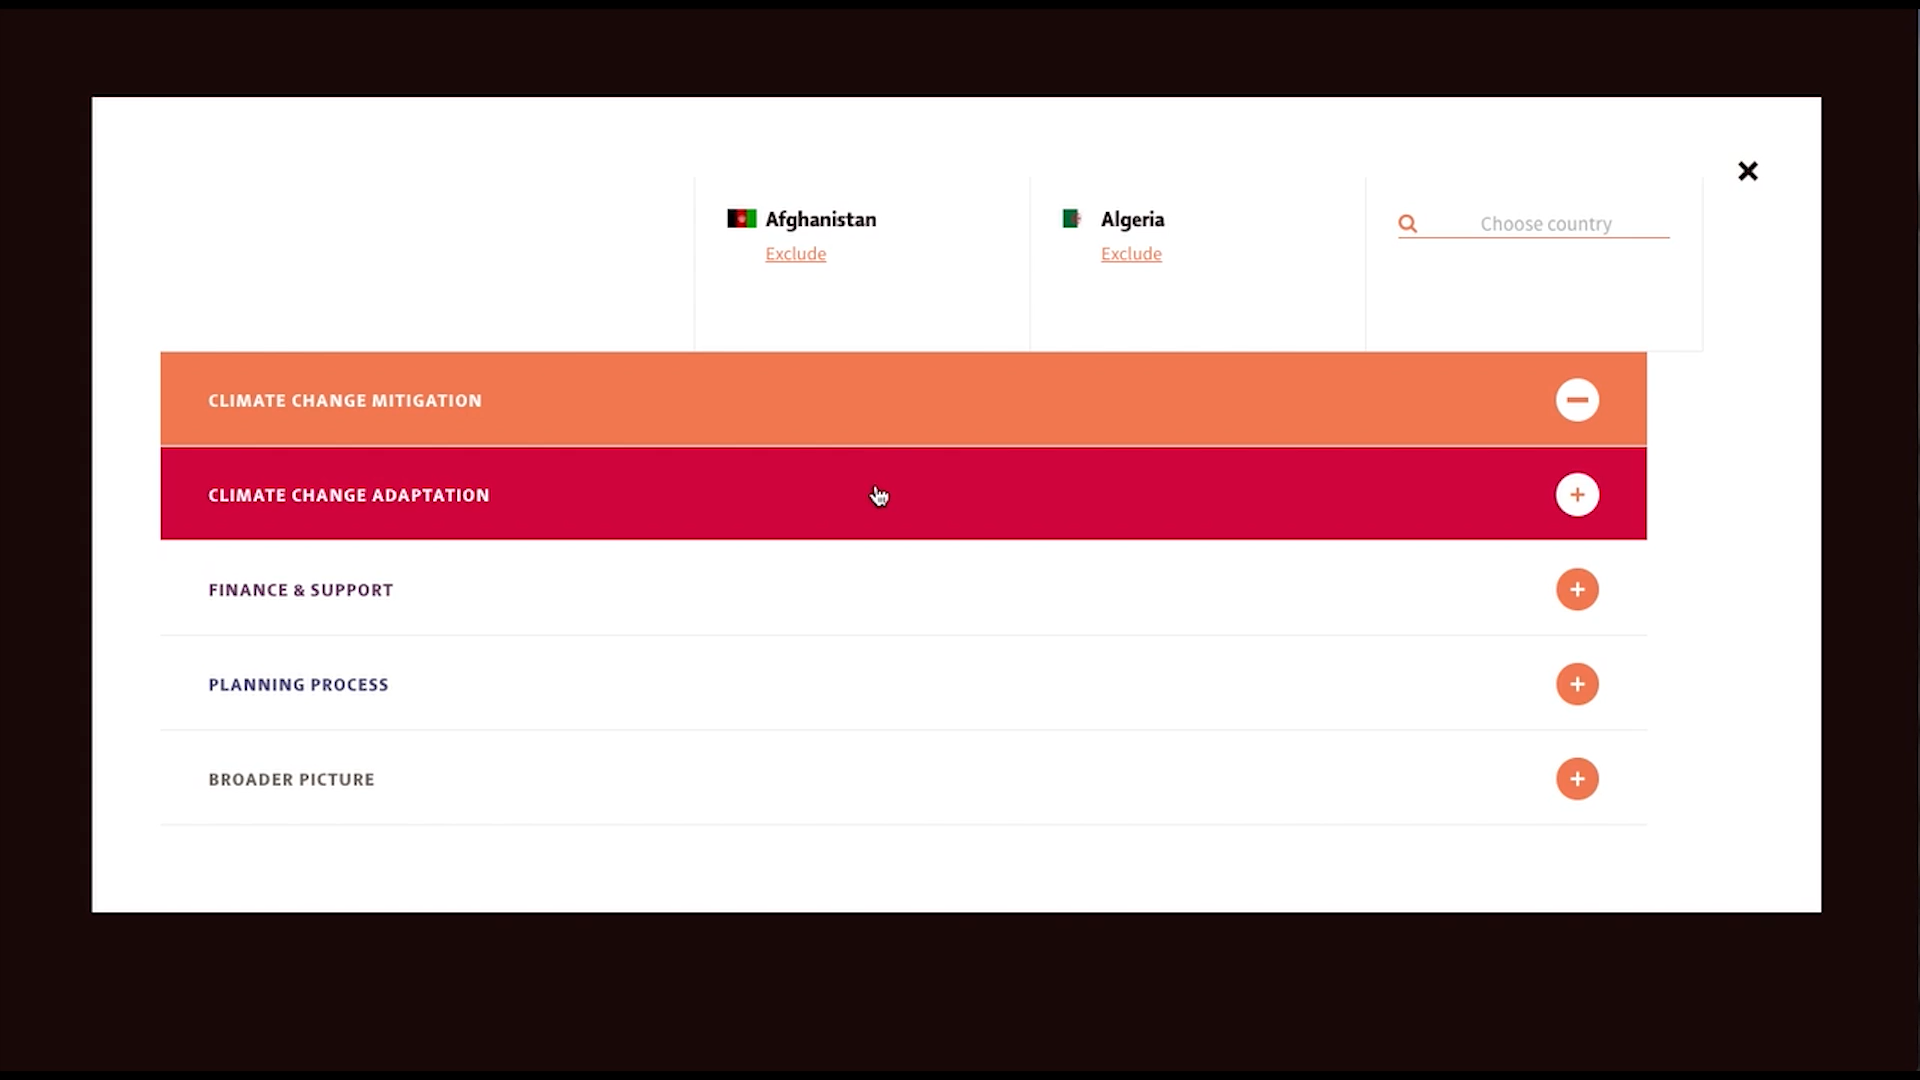 Afghanistan
Exclude
Algeria
Exclude
Choose country
CLIMATE CHANGE MITIGATION
CLIMATE CHANGE ADAPTATION
FINANCE & SUPPORT
PLANNING PROCESS
BROADER PICTURE